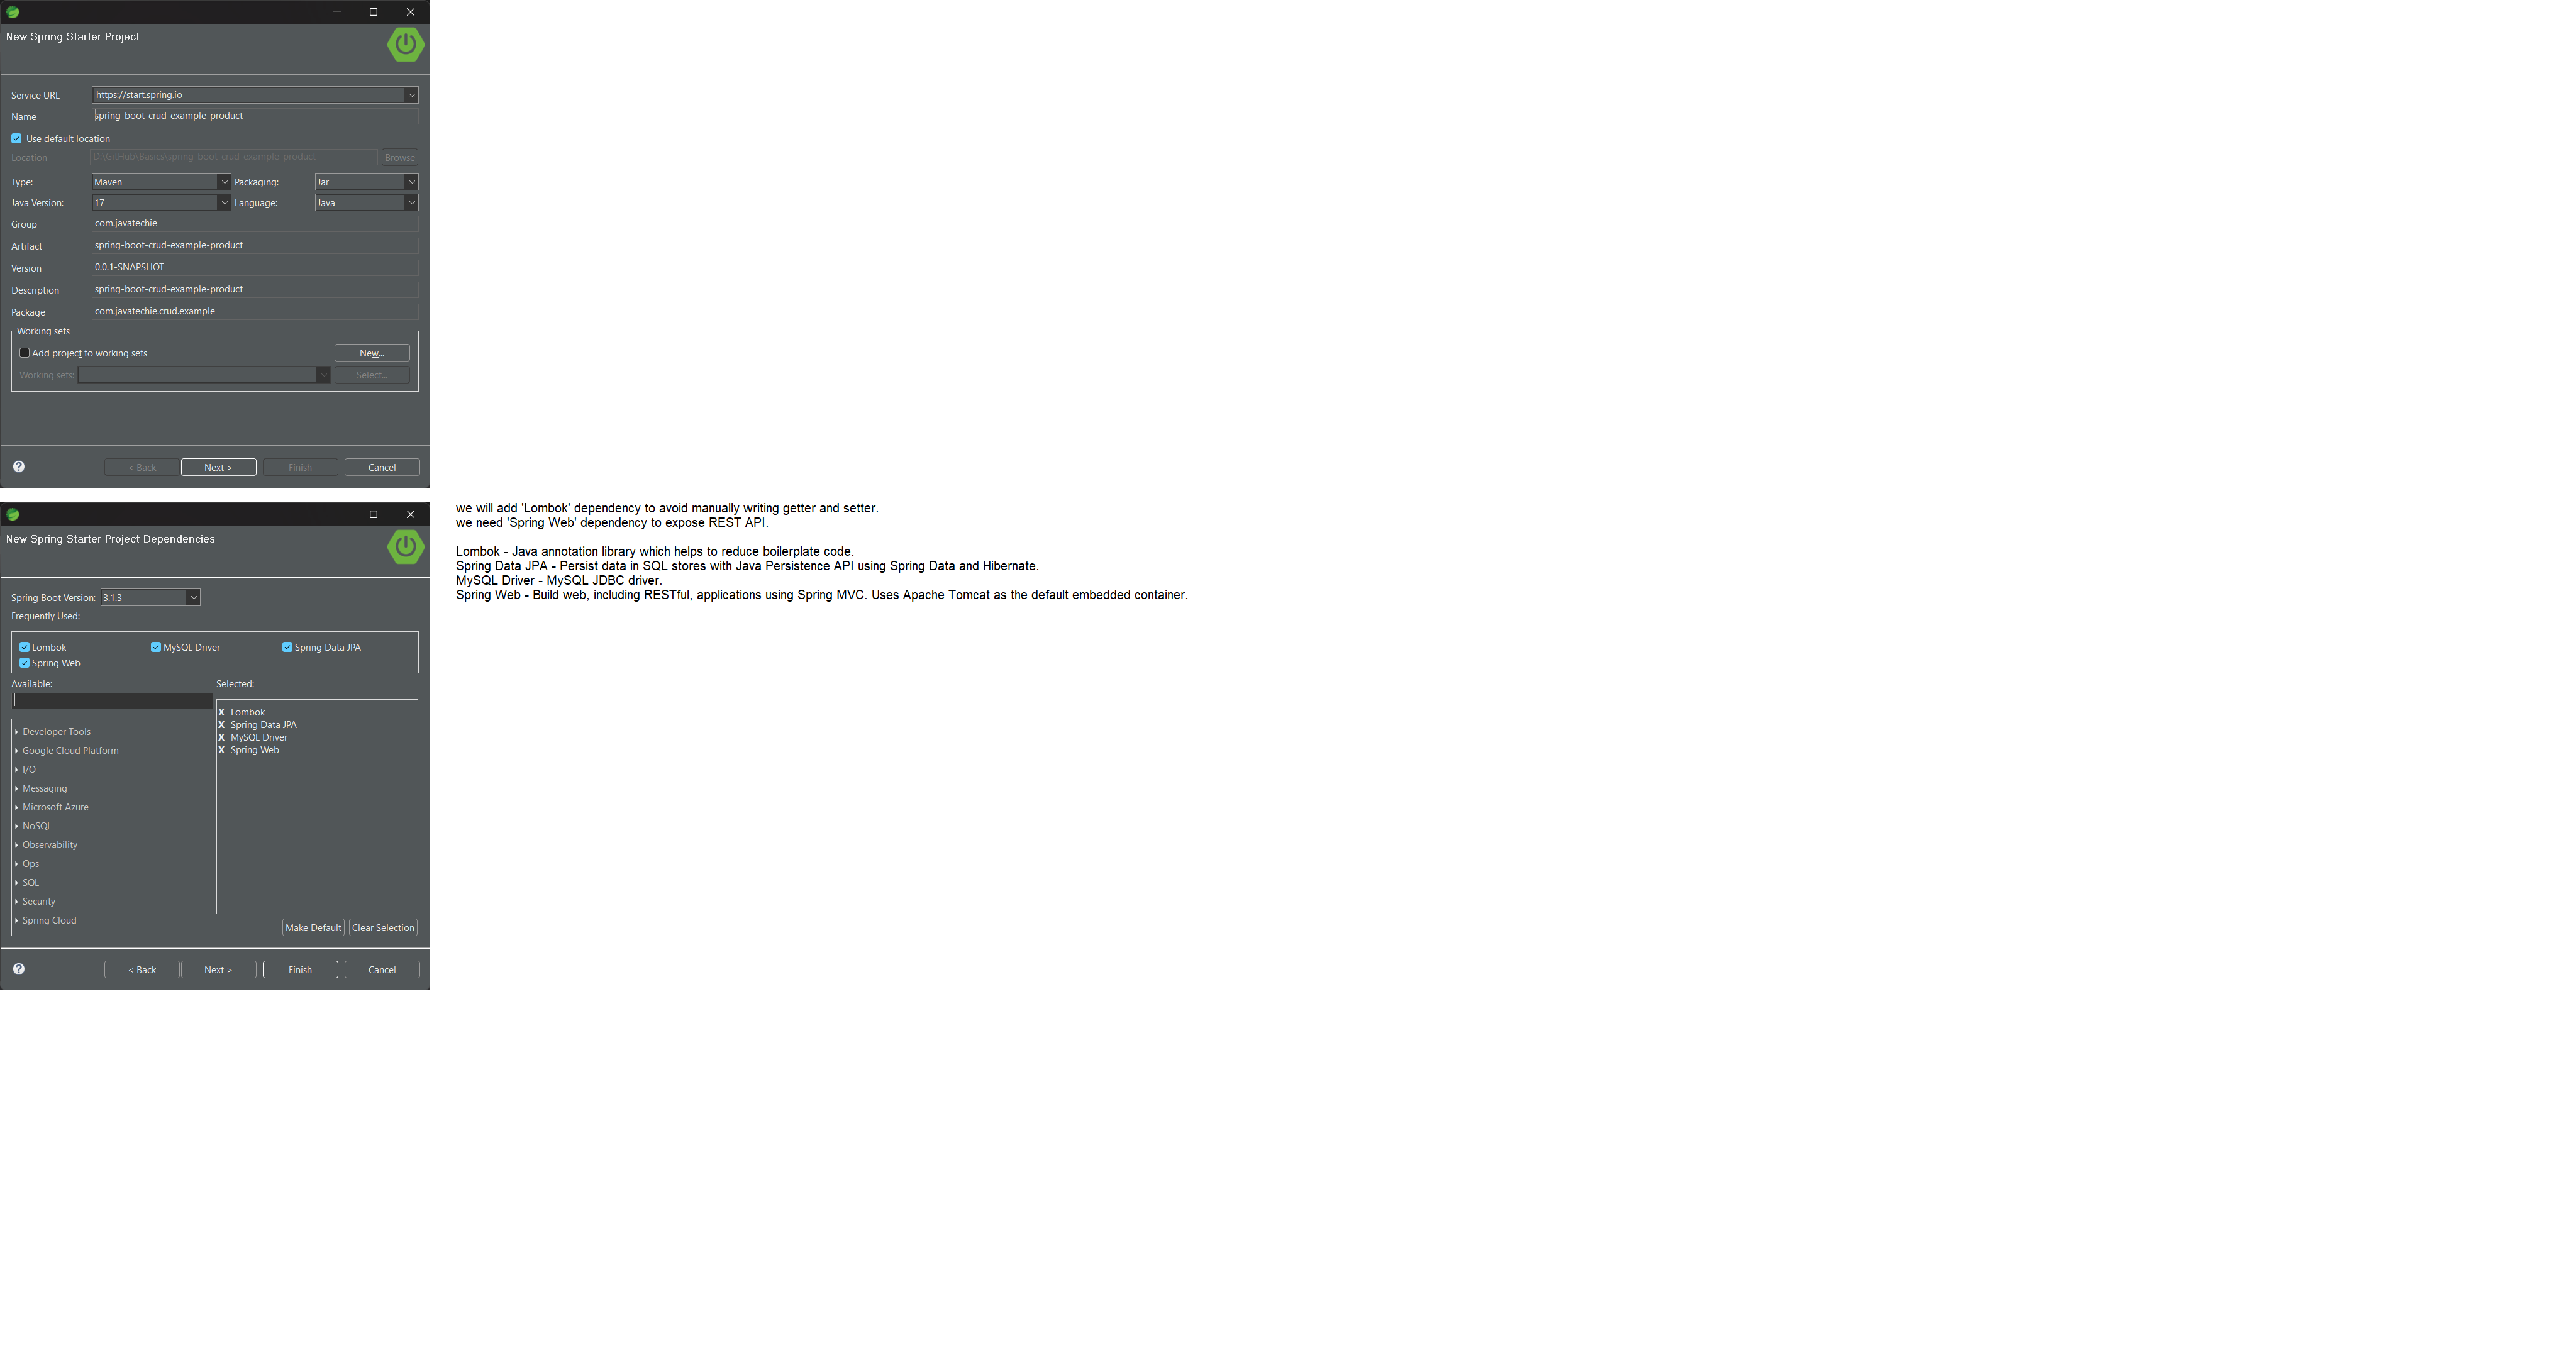 New Spring Starter Project
Service URL https://start.spring.io
Name spring-boot-crud-example-product
Use default location
Location D:\GitHub\Basics\spring-boot-crud-example-product Browse
Type: Maven Packaging: Jar
Java Version: 17 Language: Java
Group com.javatechie
Artifact spring-boot-crud-example-product
Version 0.0.1-SNAPSHOT
Description spring-boot-crud-example-product
Package com.javatechie.crud.example
Working sets
Add project to working sets New...
Working sets: Select...
< Back Next > Finish Cancel
New Spring Starter Project Dependencies
Spring Boot Version: 3.1.3
Frequently Used:
Lombok MySQL Driver Spring Data JPA
Spring Web
Available: Selected:
X Lombok
X Spring Data JPA
X MySQL Driver
X Spring Web
Developer Tools
Google Cloud Platform
I/O
Messaging
Microsoft Azure
NoSQL
Observability
Ops
SQL
Security
Spring Cloud
Make Default Clear Selection
< Back Next > Finish Cancel
we will add 'Lombok' dependency to avoid manually writing getter and setter.
we need 'Spring Web' dependency to expose REST API.
Lombok - Java annotation library which helps to reduce boilerplate code.
Spring Data JPA - Persist data in SQL stores with Java Persistence API using Spring Data and Hibernate.
MySQL Driver - MySQL JDBC driver.
Spring Web - Build web, including RESTful, applications using Spring MVC. Uses Apache Tomcat as the default embedded container.